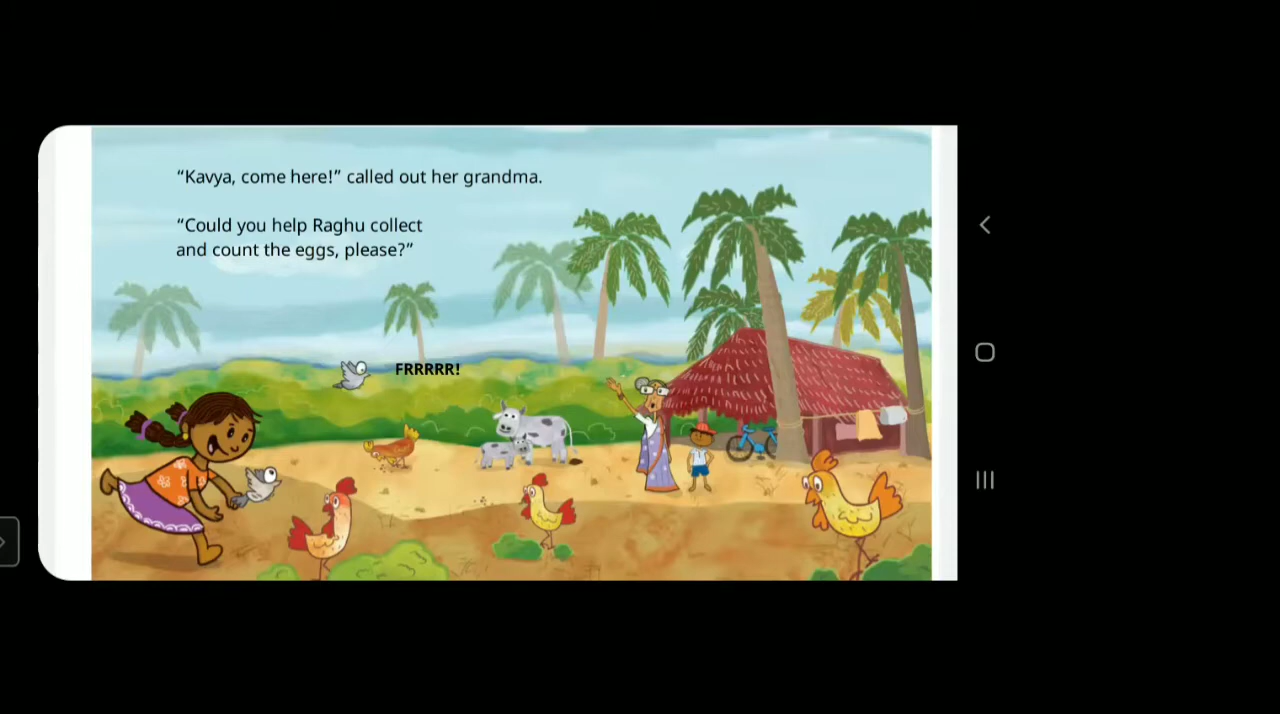 “Kavya, come here!” called out her grandma.
“Could you help Raghu collect
and count the eggs, please?”
FRRRRR!